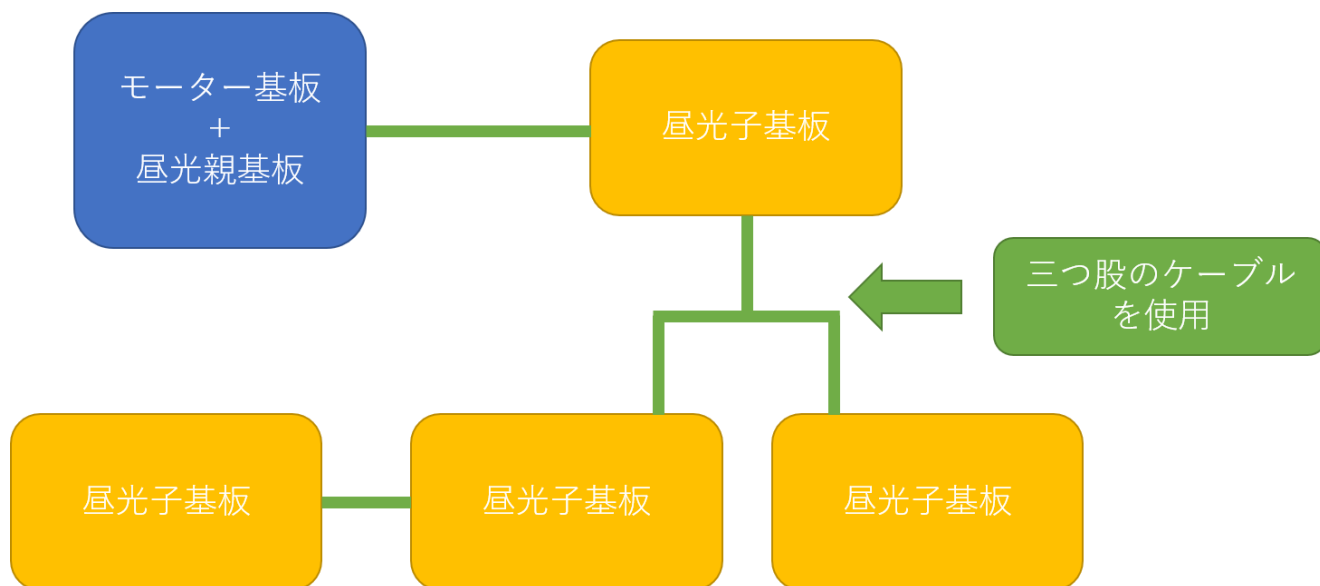 モーター基板
+
昼光親基板
昼光子基板
三つ股のケーブル
を使用
昼光子基板
昼光子基板
昼光子基板